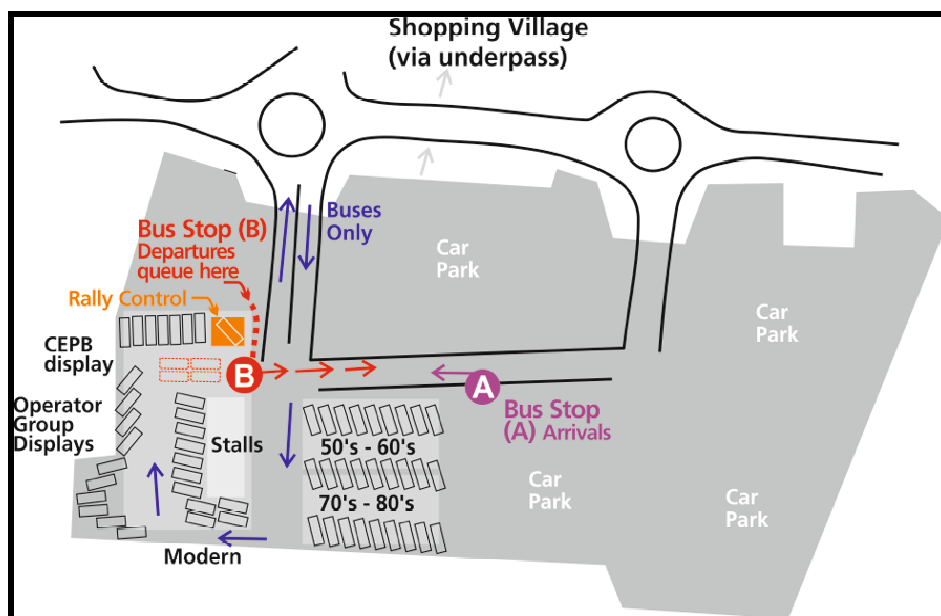 Shopping Village
(via underpass)
Buses
Only
Bus Stop (B)
Departures
queue here
Rally Control
Car
Park
Car
Park
CEPB
display
B
A
Operator
Group
Displays
Bus Stop
(A) Arrivals
Stalls
50's - 60's
70's - 80's
Car
Park
Car
Park
Modern